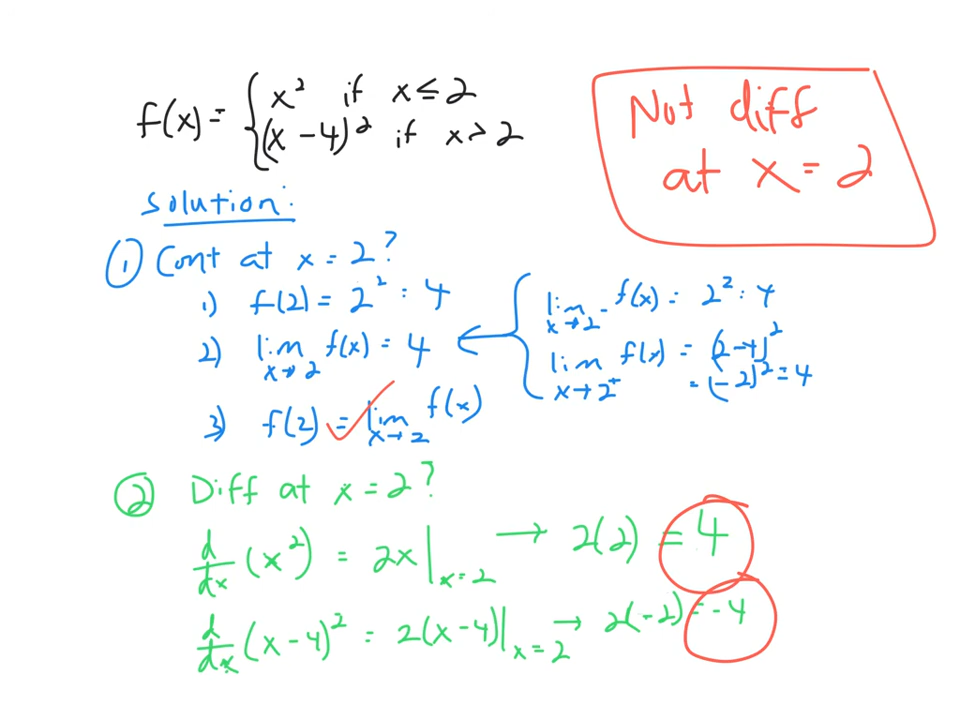 f(x) = { x² if x ≤ 2
(x - 4)² if x > 2
Not diff
at x = 2
Solution:
① Cont at x = 2?
1) f(2) = 2² = 4
2) lim x→2 f(x) = 4
lim x→2⁻ f(x) = 2² = 4
lim x→2⁺ f(x) = (2-4)²
= (-2)² = 4
3) f(2) = lim x→2 f(x)
② Diff at x = 2?
d/dx (x²) = 2x |x=2 → 2(2) = 4
d/dx (x - 4)² = 2(x - 4)|x=2 → 2(-2) = -4